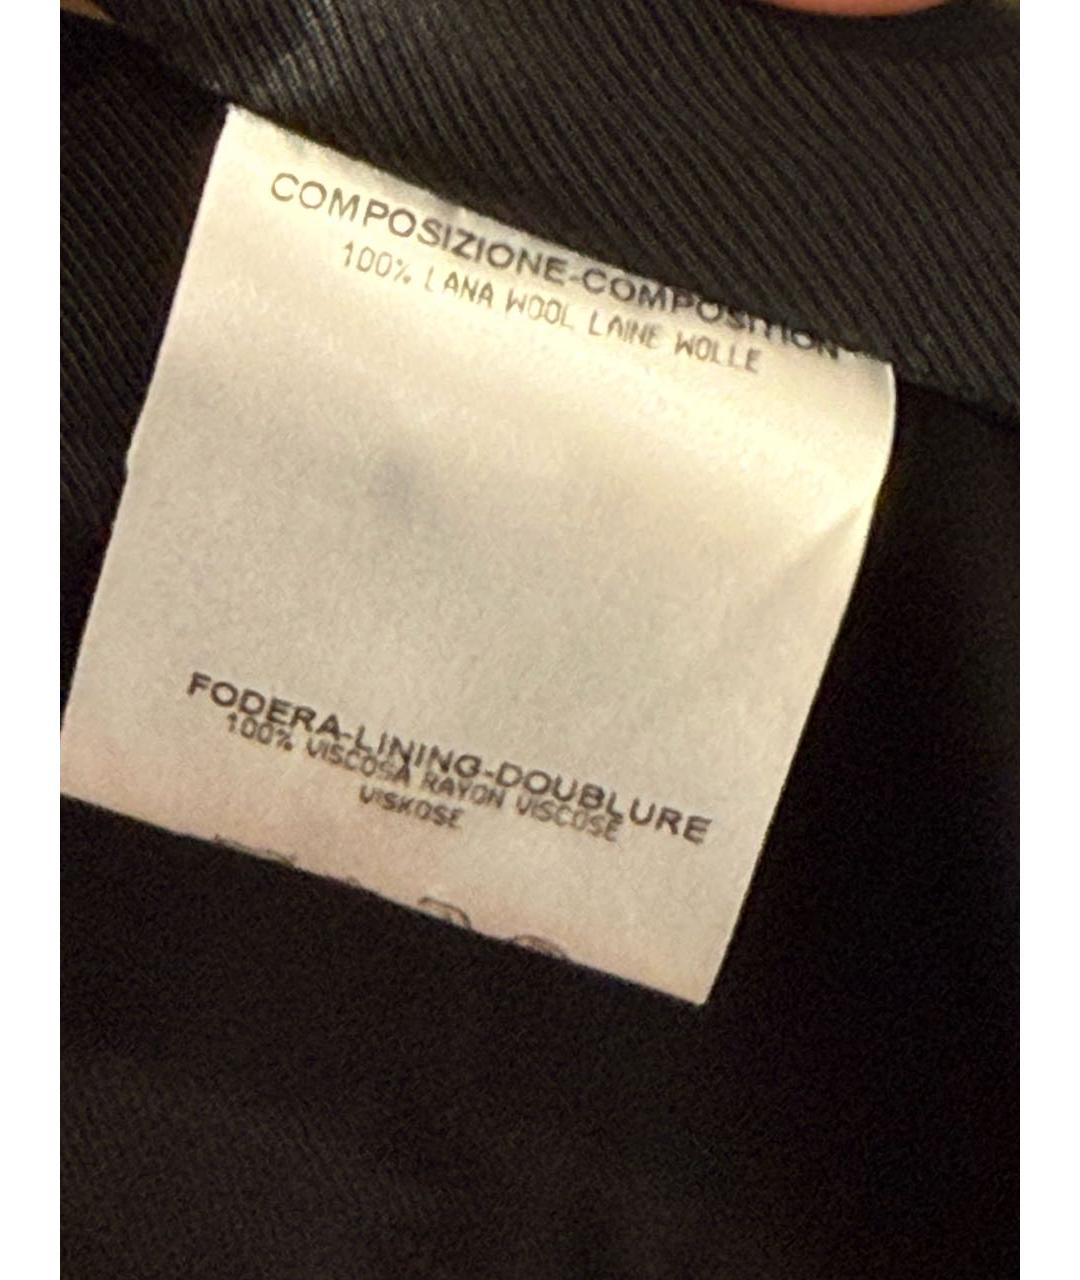 COMPOSIZIONE-COMPOSITION
100% LANA WOOL LAINE WOLLE
FODERA-LINING-DOUBLURE
100% VISCOSA RAYON VISCOSE
VISKOSE